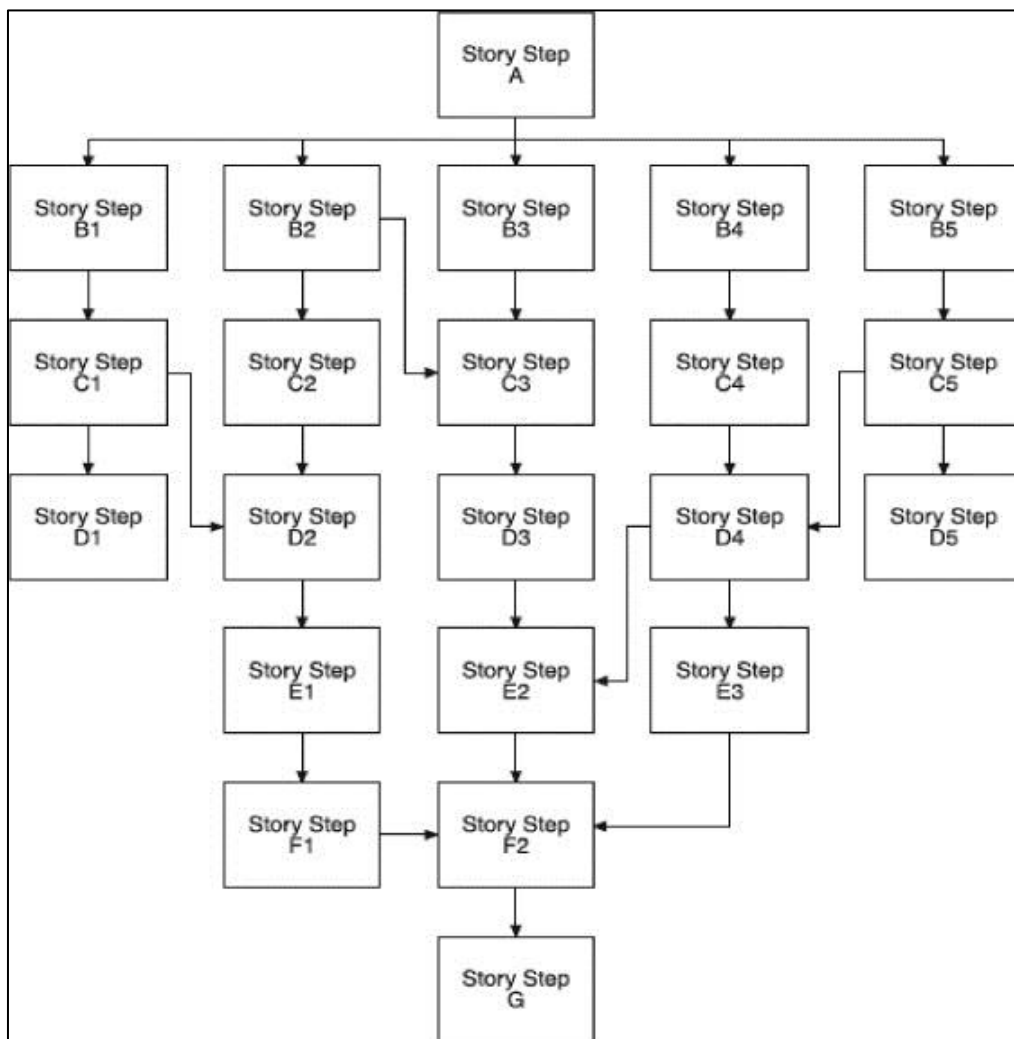 Story Step
A
Story Step
B1
Story Step
B2
Story Step
B3
Story Step
B4
Story Step
B5
Story Step
C1
Story Step
C2
Story Step
C3
Story Step
C4
Story Step
C5
Story Step
D1
Story Step
D2
Story Step
D3
Story Step
D4
Story Step
D5
Story Step
E1
Story Step
E2
Story Step
E3
Story Step
F1
Story Step
F2
Story Step
G